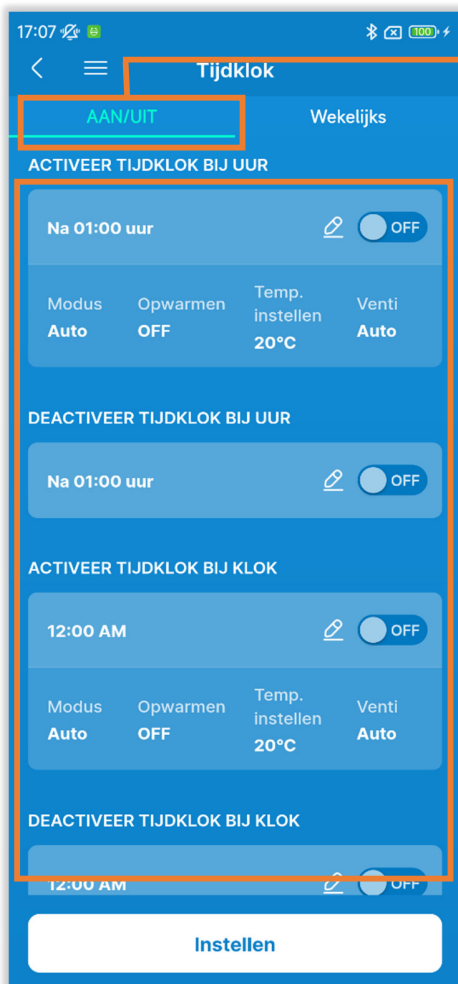 17:07 100
Tijdklok
AAN/UIT Wekelijks
ACTIVEER TIJDKLOK BIJ UUR
Na 01:00 uur OFF
Modus Opwarmen Temp. instellen Venti
Auto OFF 20°C Auto
DEACTIVEER TIJDKLOK BIJ UUR
Na 01:00 uur OFF
ACTIVEER TIJDKLOK BIJ KLOK
12:00 AM OFF
Modus Opwarmen Temp. instellen Venti
Auto OFF 20°C Auto
DEACTIVEER TIJDKLOK BIJ KLOK
12:00 AM OFF
Instellen